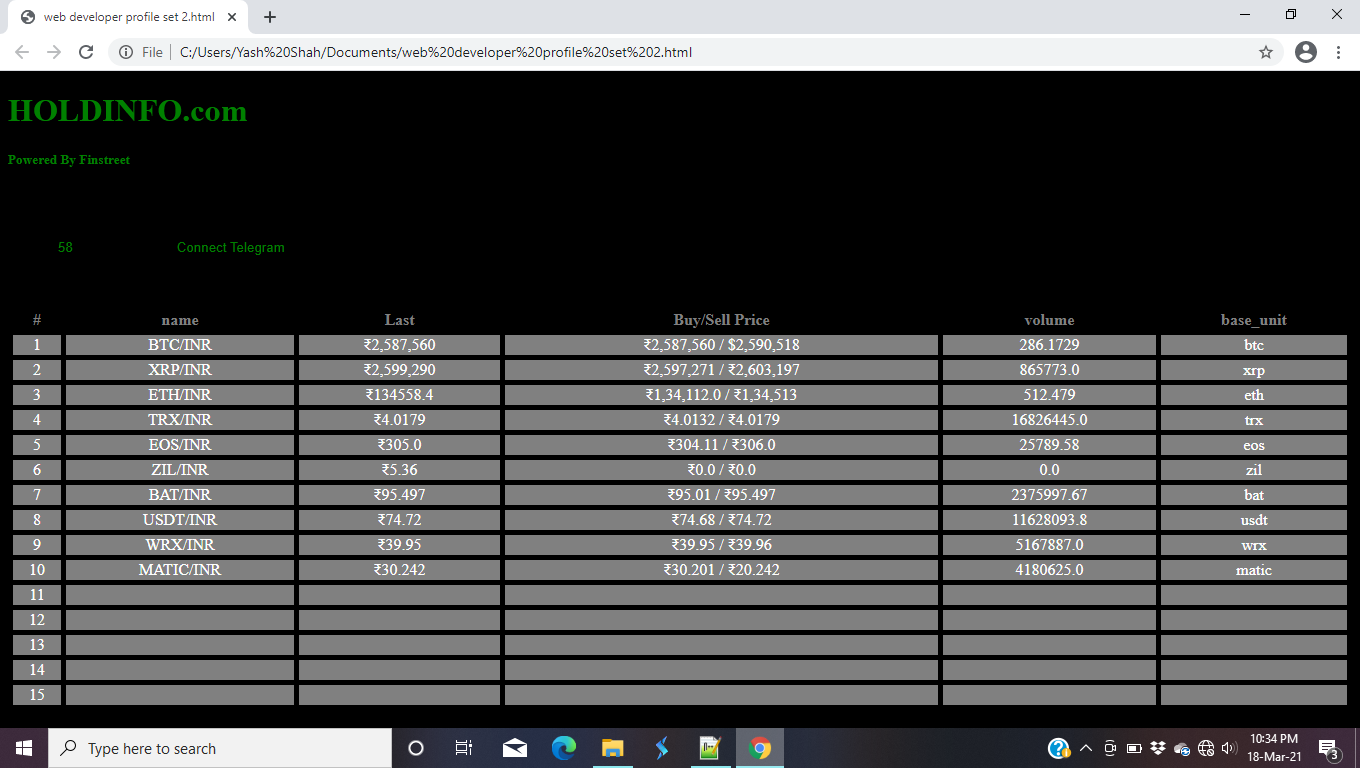 web developer profile set 2.html
File C:/Users/Yash%20Shah/Documents/web%20developer%20profile%20set%202.html
HOLDINFO.com
Powered By Finstreet
58 Connect Telegram
# name Last Buy/Sell Price volume base_unit
1 BTC/INR ₹2,587,560 ₹2,587,560 / $2,590,518 286.1729 btc
2 XRP/INR ₹2,599,290 ₹2,597,271 / ₹2,603,197 865773.0 xrp
3 ETH/INR ₹134558.4 ₹1,34,112.0 / ₹1,34,513 512.479 eth
4 TRX/INR ₹4.0179 ₹4.0132 / ₹4.0179 16826445.0 trx
5 EOS/INR ₹305.0 ₹304.11 / ₹306.0 25789.58 eos
6 ZIL/INR ₹5.36 ₹0.0 / ₹0.0 0.0 zil
7 BAT/INR ₹95.497 ₹95.01 / ₹95.497 2375997.67 bat
8 USDT/INR ₹74.72 ₹74.68 / ₹74.72 11628093.8 usdt
9 WRX/INR ₹39.95 ₹39.95 / ₹39.96 5167887.0 wrx
10 MATIC/INR ₹30.242 ₹30.201 / ₹20.242 4180625.0 matic
11
12
13
14
15
Type here to search
10:34 PM
18-Mar-21
3